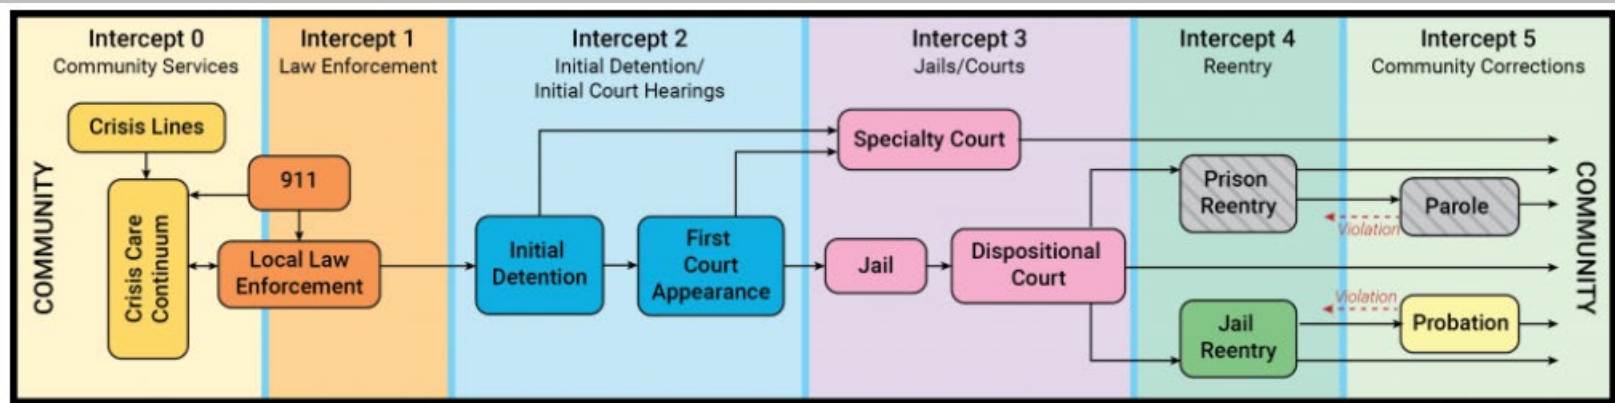 Intercept 0
Community Services
Intercept 1
Law Enforcement
Intercept 2
Initial Detention/
Initial Court Hearings
Intercept 3
Jails/Courts
Intercept 4
Reentry
Intercept 5
Community Corrections
COMMUNITY
Crisis Lines
Crisis Care
Continuum
911
Local Law
Enforcement
Initial
Detention
First
Court
Appearance
Specialty Court
Jail
Dispositional
Court
Prison
Reentry
Violation
Parole
Jail
Reentry
Violation
Probation
COMMUNITY